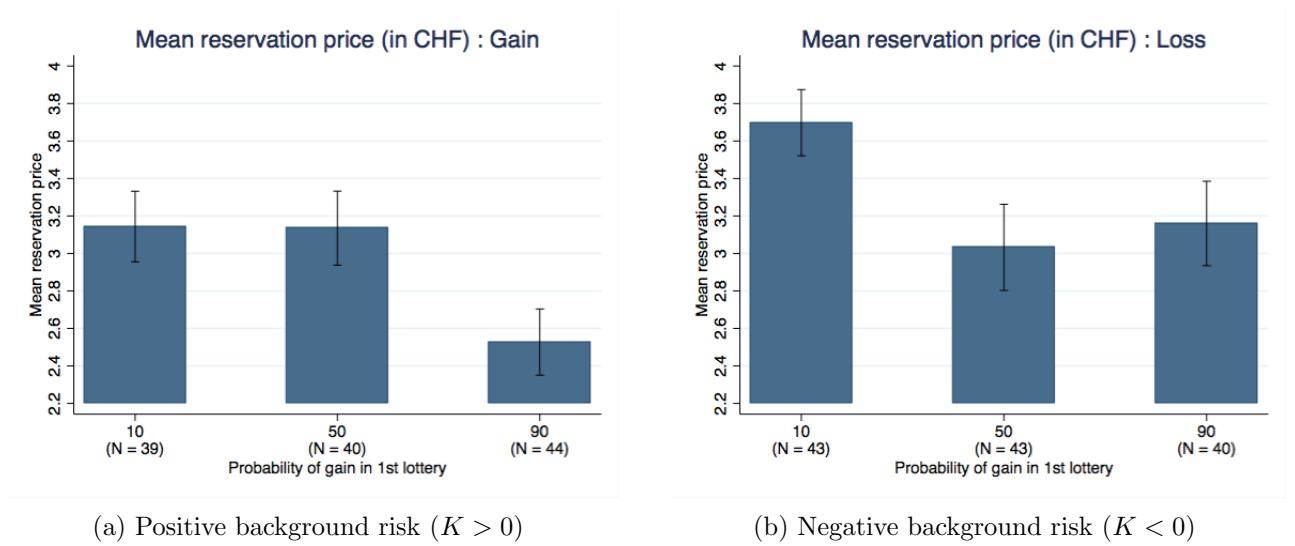 Mean reservation price (in CHF) : Gain
Mean reservation price
4
3.8
3.6
3.4
3.2
3
2.8
2.6
2.4
2.2
10 50 90
(N = 39) (N = 40) (N = 44)
Probability of gain in 1st lottery
(a) Positive background risk (K > 0)
Mean reservation price (in CHF) : Loss
Mean reservation price
4
3.8
3.6
3.4
3.2
3
2.8
2.6
2.4
2.2
10 50 90
(N = 43) (N = 43) (N = 40)
Probability of gain in 1st lottery
(b) Negative background risk (K < 0)